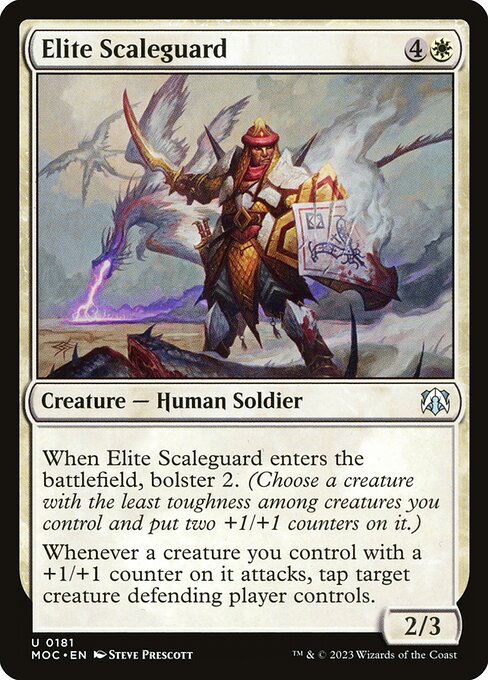 Elite Scaleguard 4
Creature — Human Soldier
When Elite Scaleguard enters the
battlefield, bolster 2. (Choose a creature
with the least toughness among creatures you
control and put two +1/+1 counters on it.)
Whenever a creature you control with a
+1/+1 counter on it attacks, tap target
creature defending player controls.
2/3
U 0181
MOC • EN Steve Prescott
™ & © 2023 Wizards of the Coast